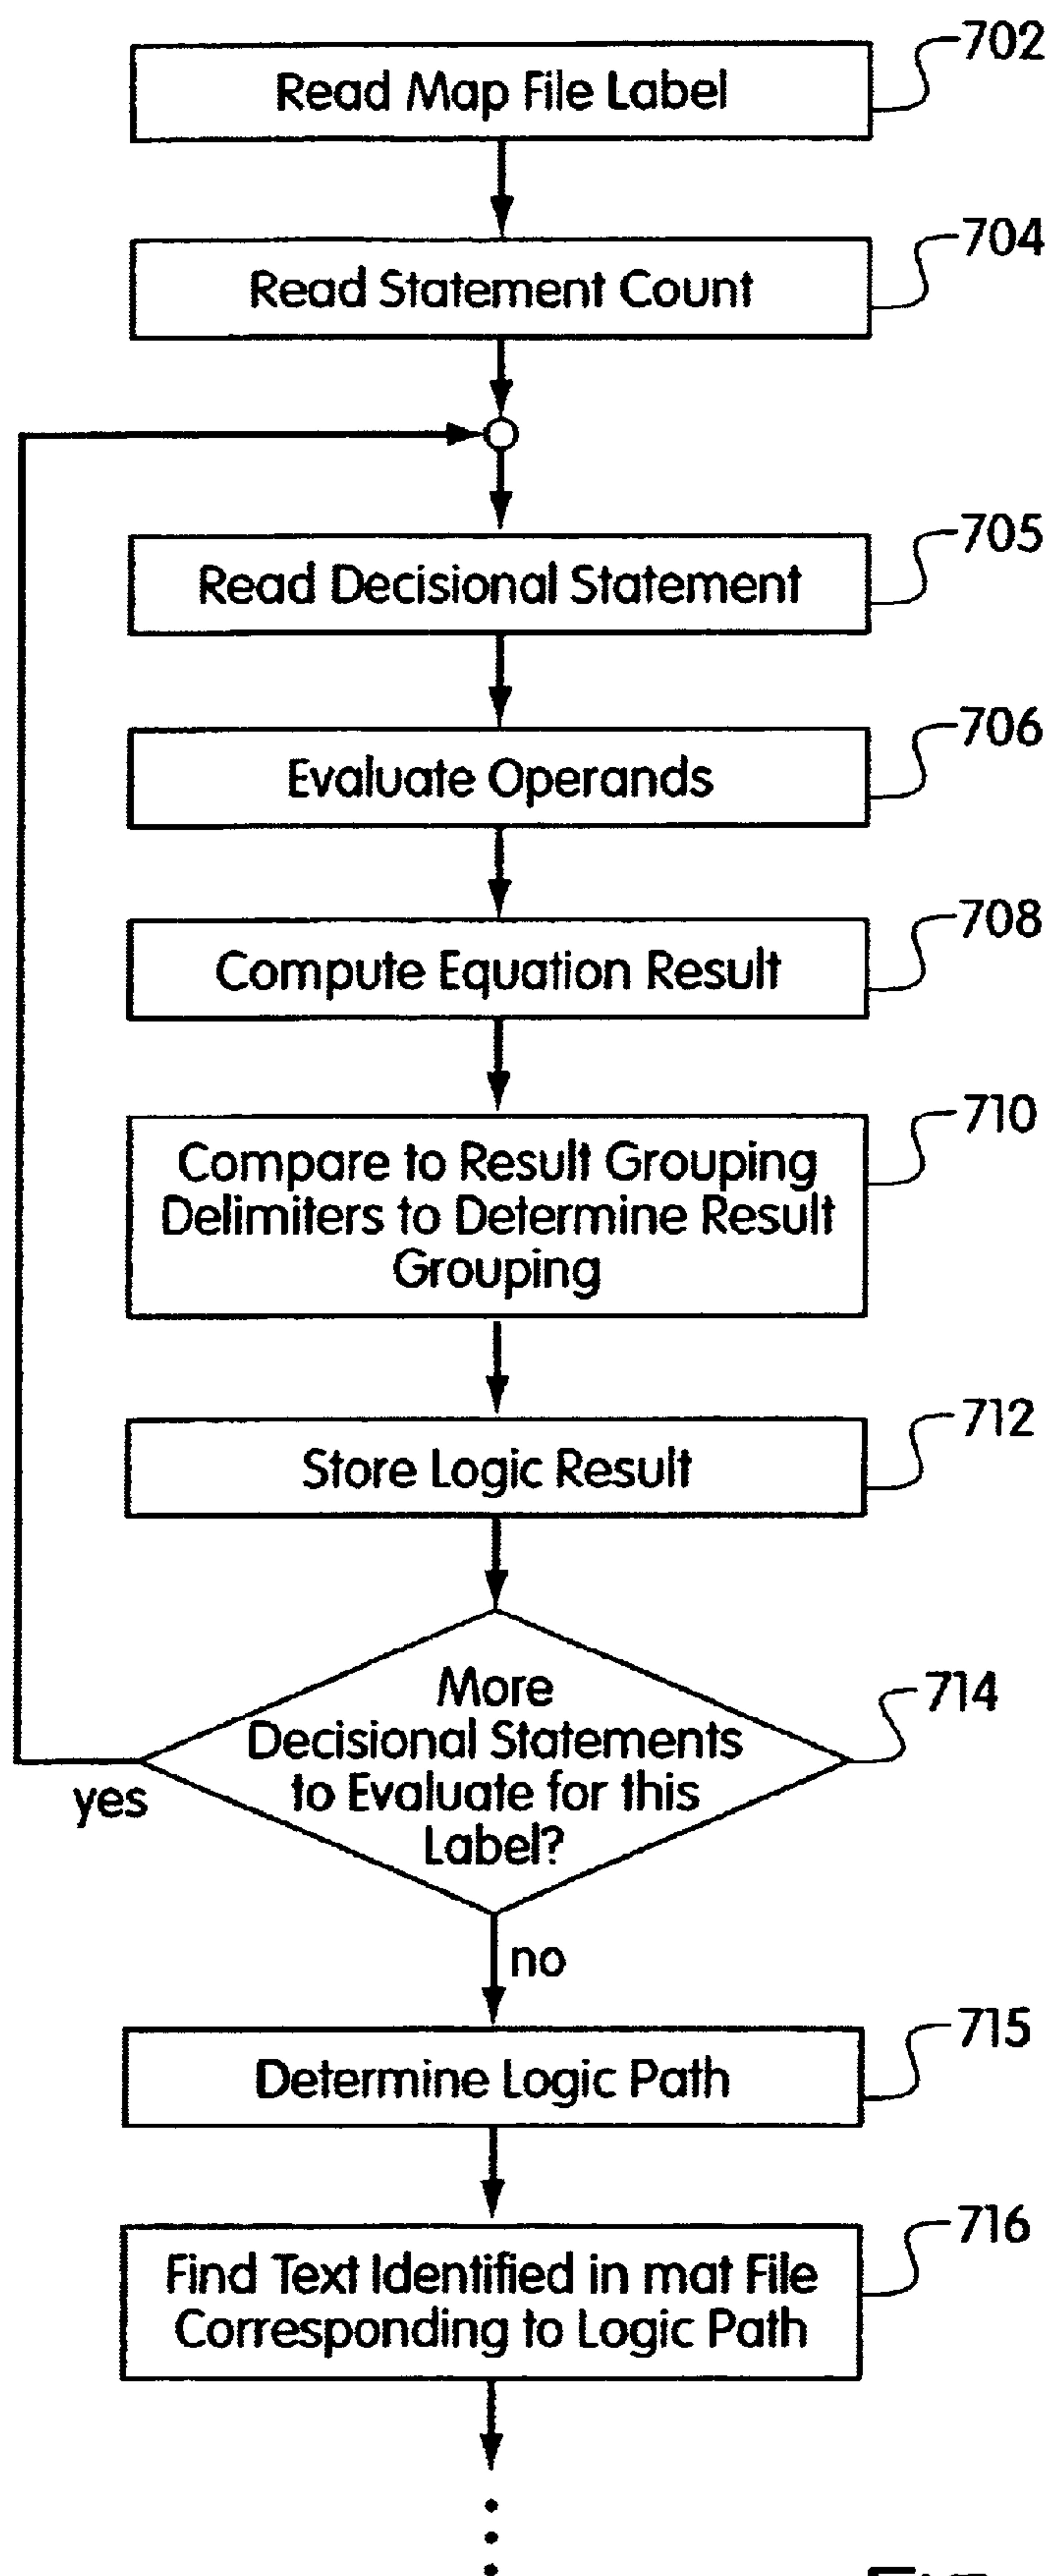 702
Read Map File Label
704
Read Statement Count
705
Read Decisional Statement
706
Evaluate Operands
708
Compute Equation Result
710
Compare to Result Grouping
Delimiters to Determine Result
Grouping
712
Store Logic Result
714
More
Decisional Statements
to Evaluate for this
Label?
yes
no
715
Determine Logic Path
716
Find Text Identified in mat File
Corresponding to Logic Path